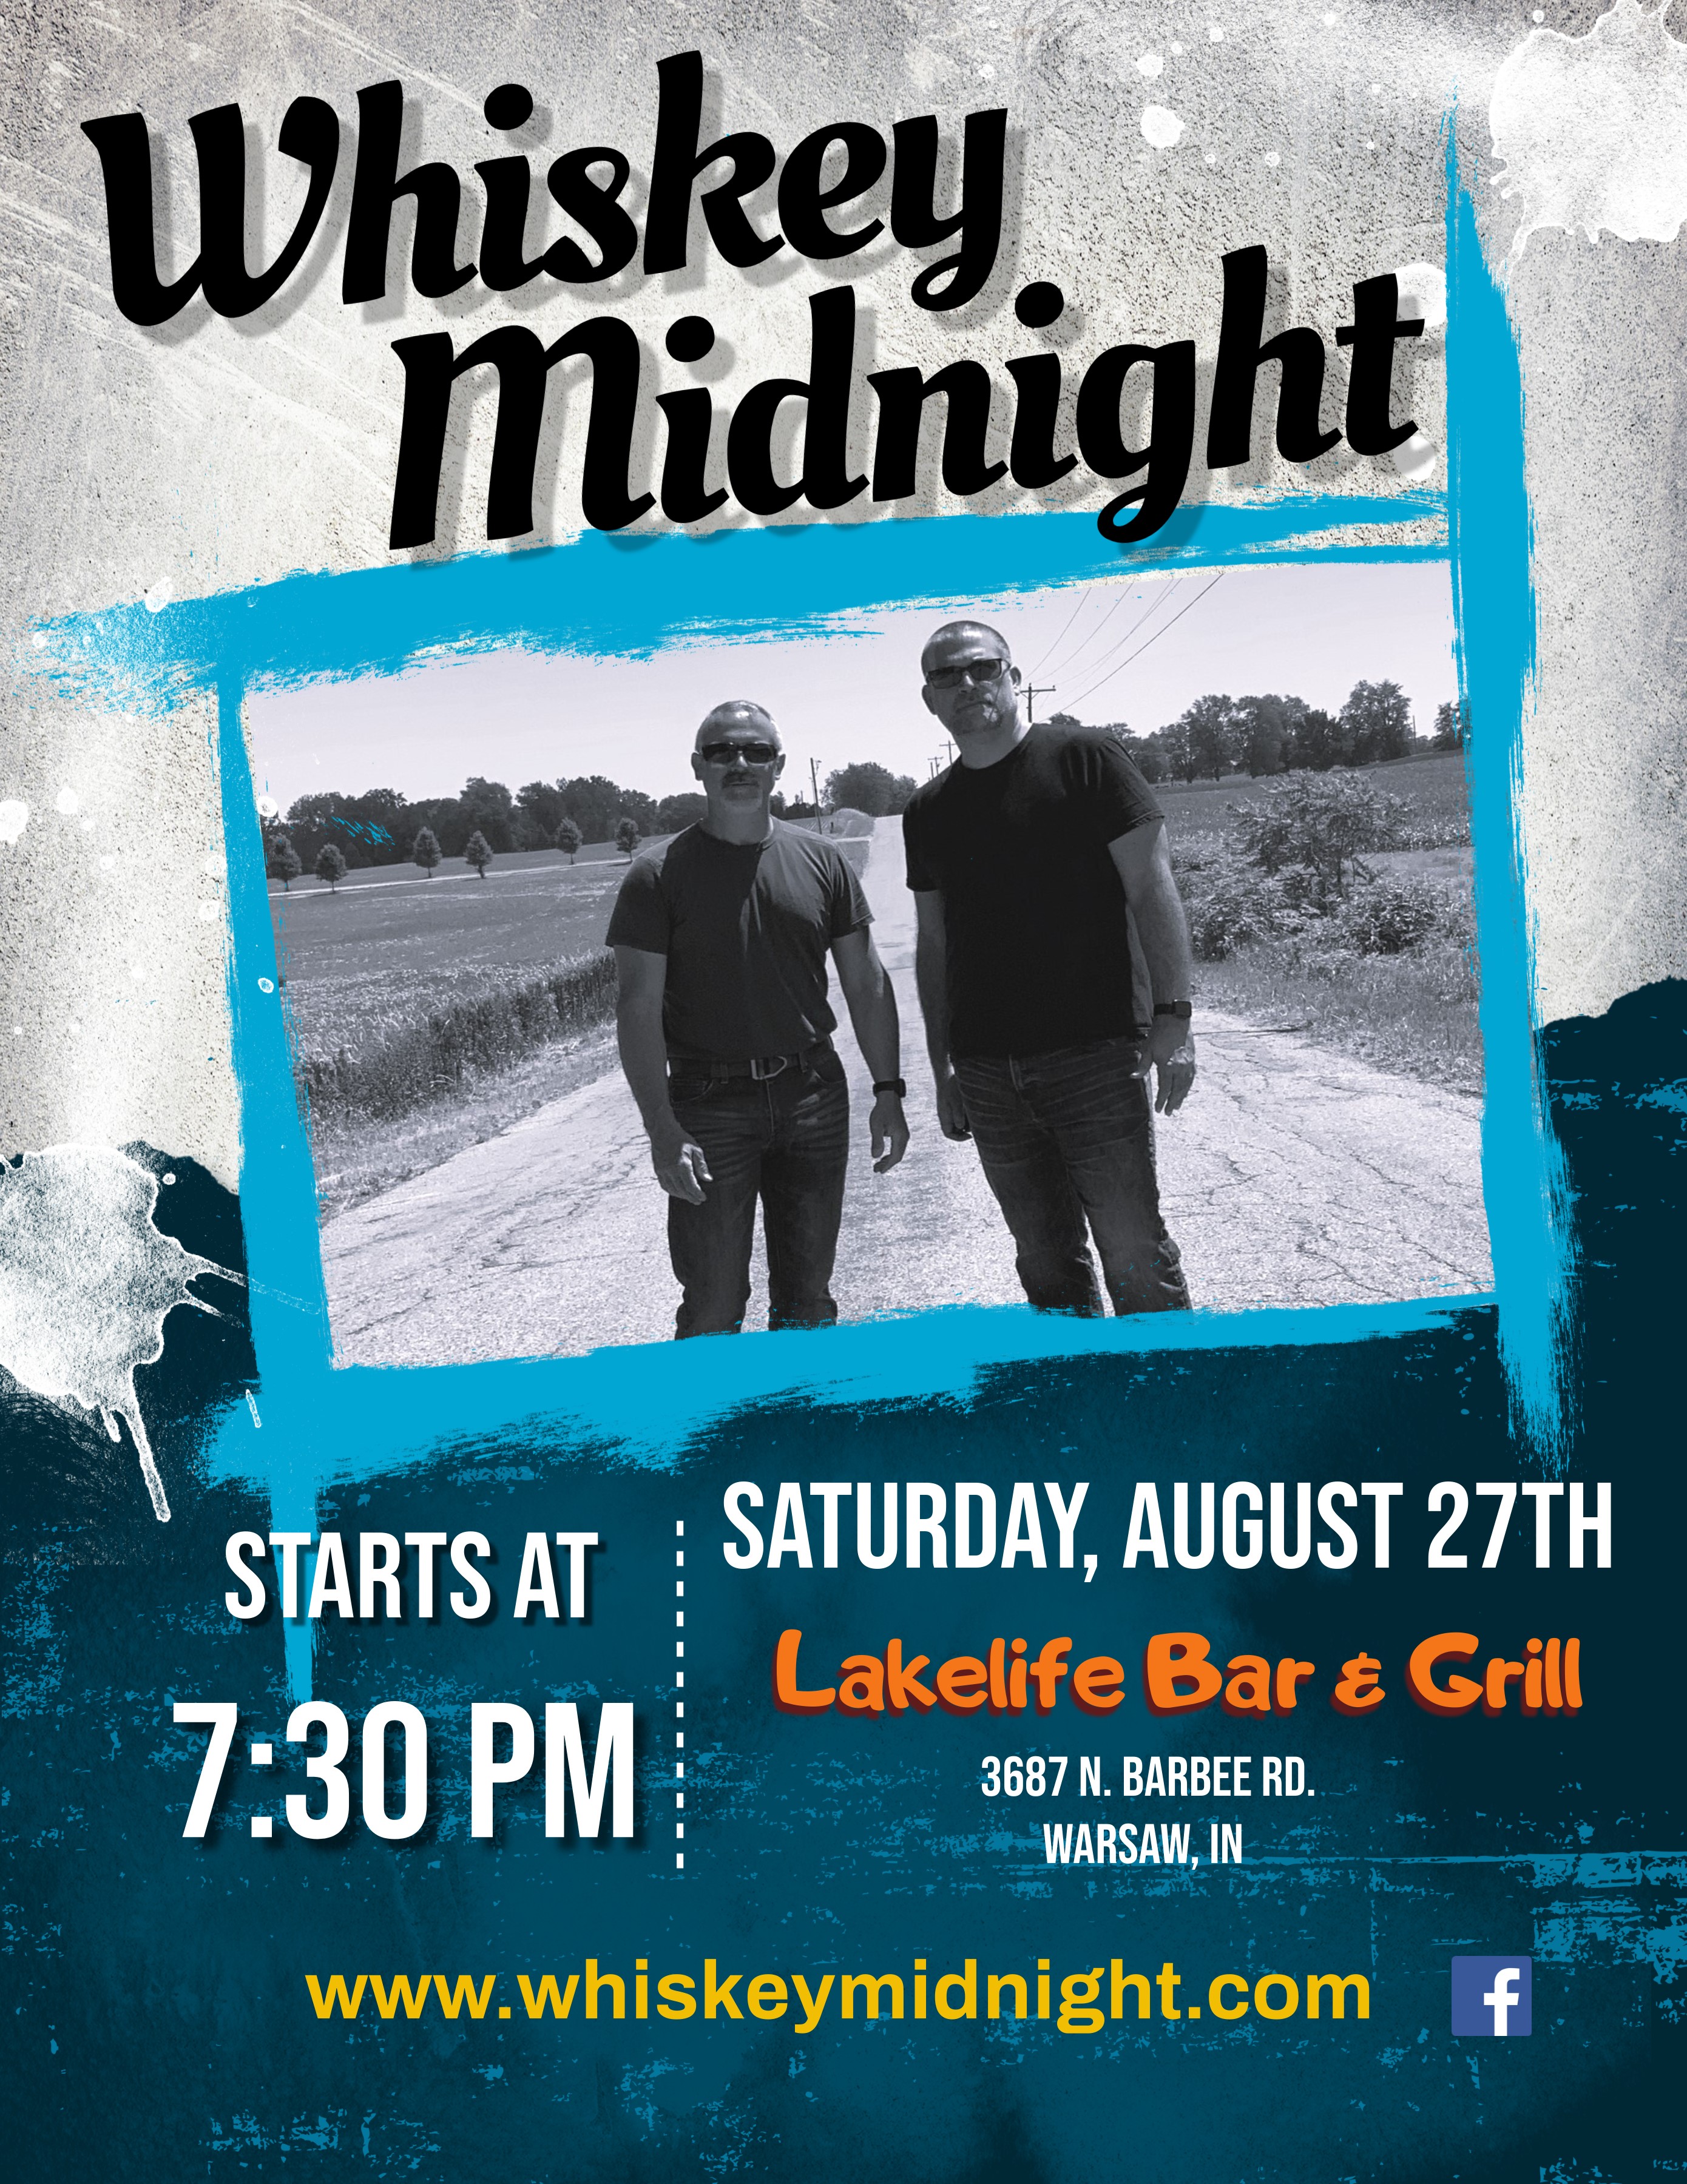 Whiskey
Midnight
STARTS AT
7:30 PM
SATURDAY, AUGUST 27TH
Lakelife Bar & Grill
3687 N. BARBEE RD.
WARSAW, IN
www.whiskeymidnight.com
f